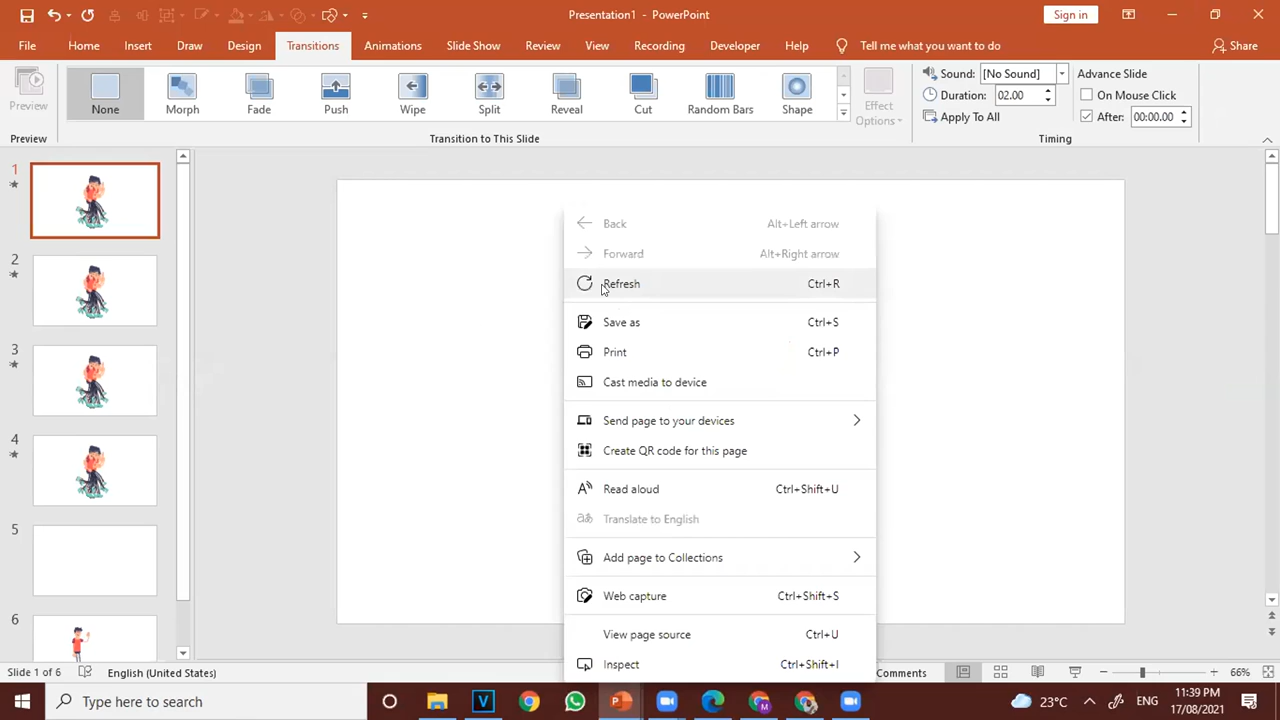 Presentation1 - PowerPoint
Sign in
File Home Insert Draw Design Transitions Animations Slide Show Review View Recording Developer Help Tell me what you want to do Share
Preview None Morph Fade Push Wipe Split Reveal Cut Random Bars Shape Effect Options
Sound: [No Sound] Advance Slide
Duration: 02.00 On Mouse Click
Apply To All After: 00:00.00
Preview Transition to This Slide Timing
1
2
3
4
5
6
Back Alt+Left arrow
Forward Alt+Right arrow
Refresh Ctrl+R
Save as Ctrl+S
Print Ctrl+P
Cast media to device
Send page to your devices
Create QR code for this page
Read aloud Ctrl+Shift+U
Translate to English
Add page to Collections
Web capture Ctrl+Shift+S
View page source Ctrl+U
Inspect Ctrl+Shift+I
Slide 1 of 6 English (United States) Comments 66%
Type here to search
23°C ENG 11:39 PM
17/08/2021